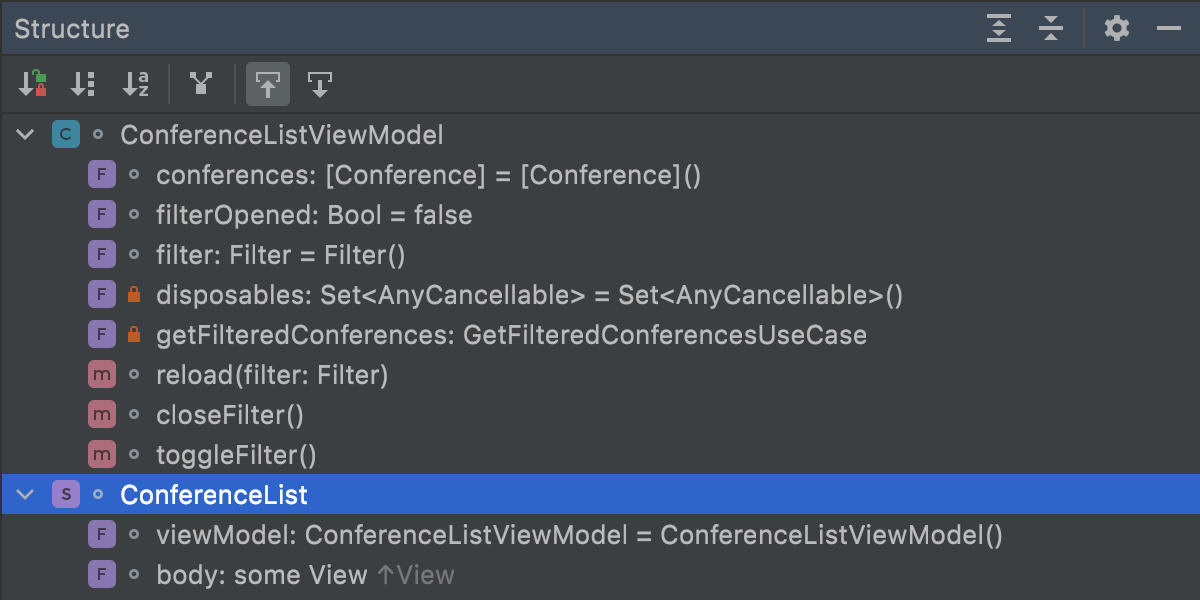 Structure
C ConferenceListViewModel
F conferences: [Conference] = [Conference]()
F filterOpened: Bool = false
F filter: Filter = Filter()
F disposables: Set<AnyCancellable> = Set<AnyCancellable>()
F getFilteredConferences: GetFilteredConferencesUseCase
m reload(filter: Filter)
m closeFilter()
m toggleFilter()
S ConferenceList
F viewModel: ConferenceListViewModel = ConferenceListViewModel()
F body: some View ↑View